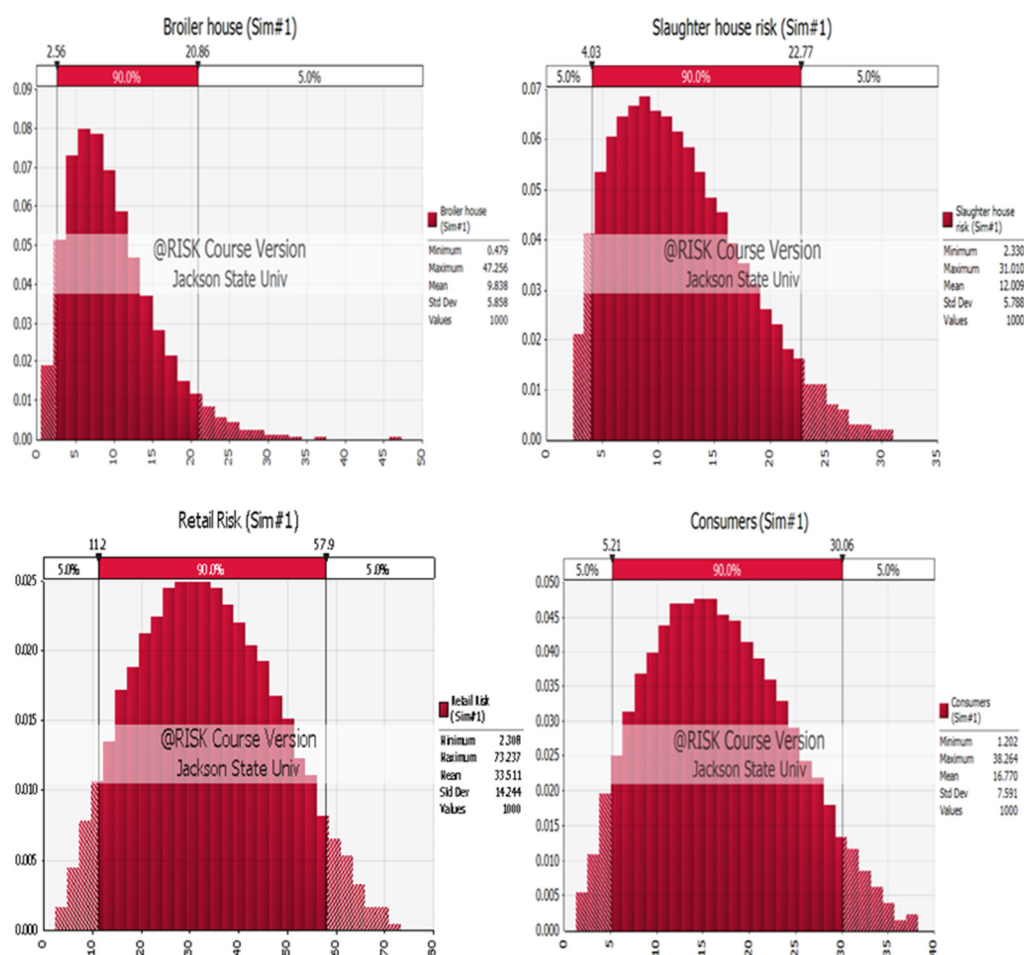 Broiler house (Sim#1)
2.56 20.86
90.0% 5.0%
0.09
0.08
0.07
0.06
0.05
0.04
0.03
0.02
0.01
0.00
0 5 10 15 20 25 30 35 40 45 50
@RISK Course Version
Jackson State Univ
Broiler house
(Sim#1)
Minimum 0.479
Maximum 47.256
Mean 9.838
Std Dev 5.858
Values 1000
Slaughter house risk (Sim#1)
4.03 22.77
5.0% 90.0% 5.0%
0.07
0.06
0.05
0.04
0.03
0.02
0.01
0.00
0 5 10 15 20 25 30 35
@RISK Course Version
Jackson State Univ
Slaughter house
risk (Sim#1)
Minimum 2.330
Maximum 31.010
Mean 12.009
Std Dev 5.788
Values 1000
Retail Risk (Sim#1)
11.2 57.9
5.0% 90.0% 5.0%
0.025
0.020
0.015
0.010
0.005
0.000
0 10 20 30 40 50 60 70 80
@RISK Course Version
Jackson State Univ
Retail Risk
(Sim#1)
Minimum 2.308
Maximum 73.237
Mean 33.511
Std Dev 14.244
Values 1000
Consumers (Sim#1)
5.21 30.06
5.0% 90.0% 5.0%
0.050
0.045
0.040
0.035
0.030
0.025
0.020
0.015
0.010
0.005
0.000
0 5 10 15 20 25 30 35 40
@RISK Course Version
Jackson State Univ
Consumers
(Sim#1)
Minimum 1.202
Maximum 38.264
Mean 16.770
Std Dev 7.591
Values 1000